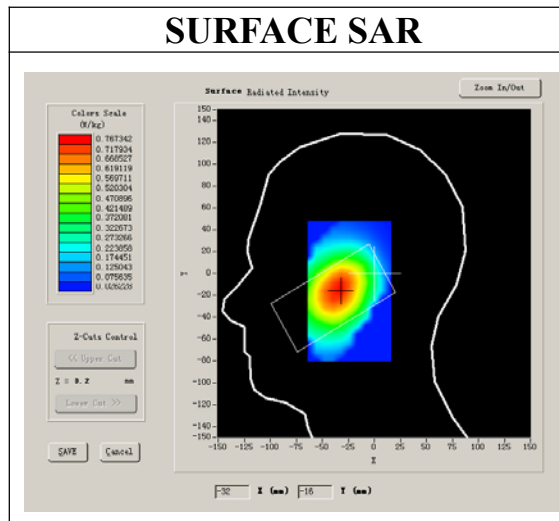 SURFACE SAR
Surface Radiated Intensity
Zoom In/Out
Colors Scale
(W/kg)
0.767342
0.717934
0.668527
0.619119
0.569711
0.520304
0.470896
0.421489
0.372081
0.322673
0.273266
0.223858
0.174451
0.125043
0.075635
Z-Cuts Control
<< Upper Cut
Z = 3.2 mm
Lower Cut >>
SAVE Cancel
150
140
120
100
80
60
40
20
0
-20
-40
-60
-80
-100
-120
-140
-150
-150 -125 -100 -75 -50 -25 0 25 50 75 100 125 150
X
-32 X (mm) -16 Y (mm)